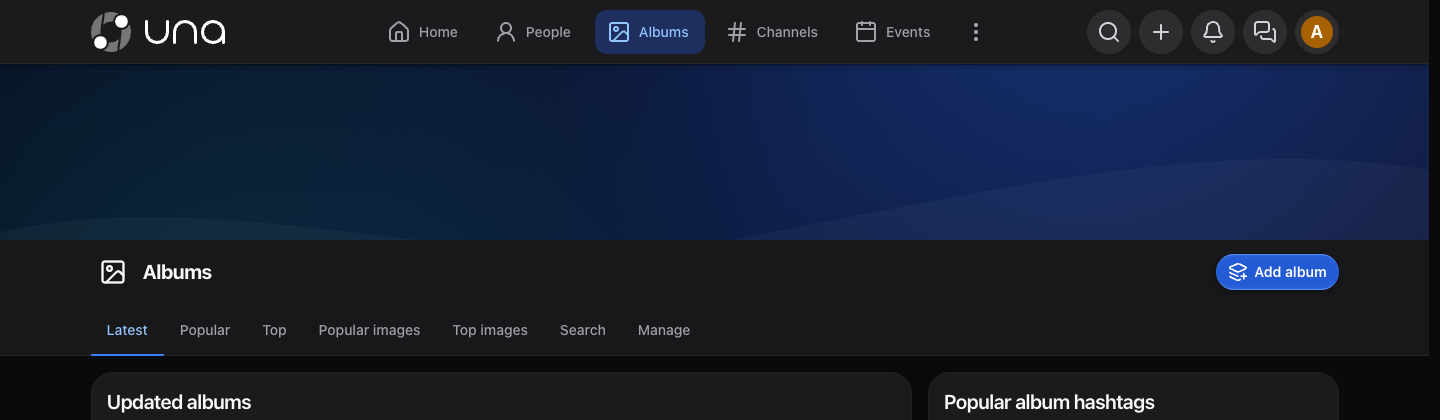 una
Home
People
Albums
Channels
Events
A
Albums
Add album
Latest
Popular
Top
Popular images
Top images
Search
Manage
Updated albums
Popular album hashtags